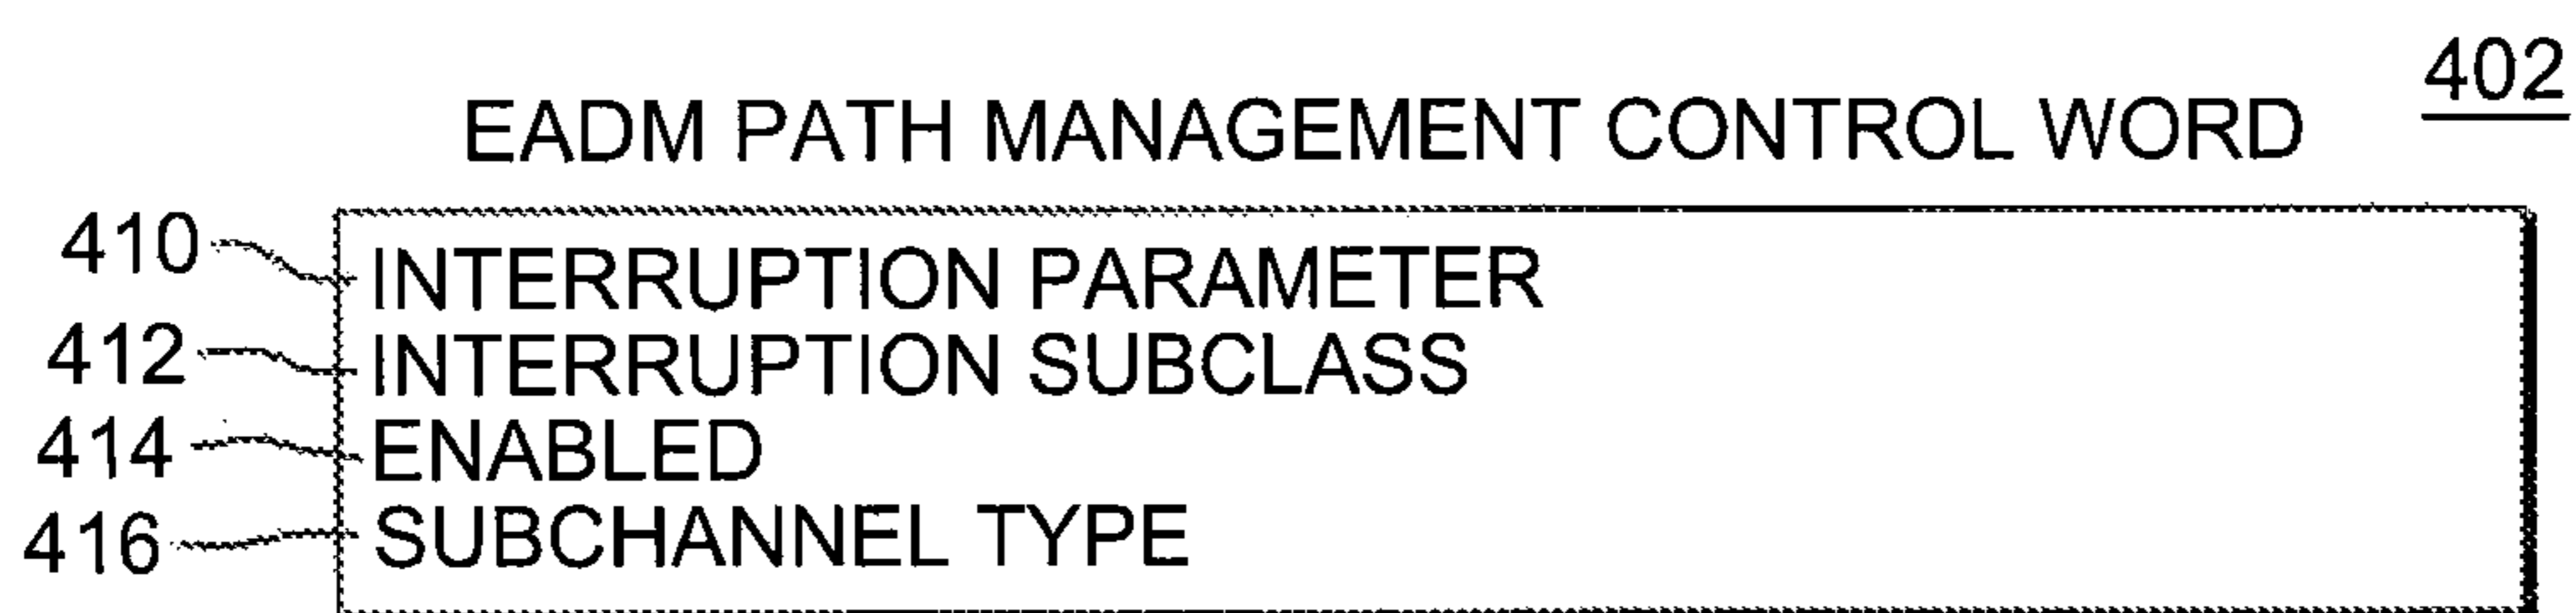 402
EADM PATH MANAGEMENT CONTROL WORD
410 INTERRUPTION PARAMETER
412 INTERRUPTION SUBCLASS
414 ENABLED
416 SUBCHANNEL TYPE